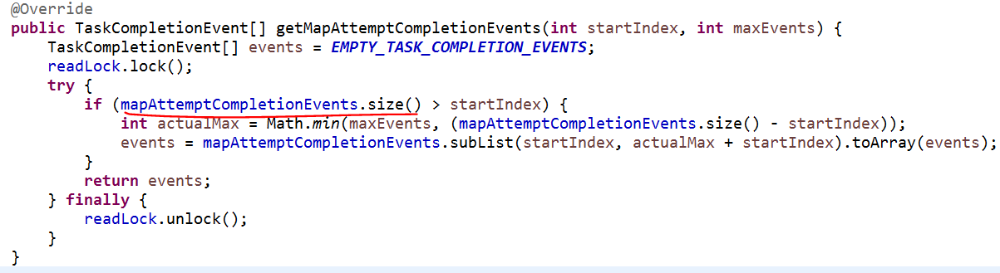 @Override
public TaskCompletionEvent[] getMapAttemptCompletionEvents(int startIndex, int maxEvents) {
    TaskCompletionEvent[] events = EMPTY_TASK_COMPLETION_EVENTS;
    readLock.lock();
    try {
        if (mapAttemptCompletionEvents.size() > startIndex) {
            int actualMax = Math.min(maxEvents, (mapAttemptCompletionEvents.size() - startIndex));
            events = mapAttemptCompletionEvents.subList(startIndex, actualMax + startIndex).toArray(events);
        }
        return events;
    } finally {
        readLock.unlock();
    }
}